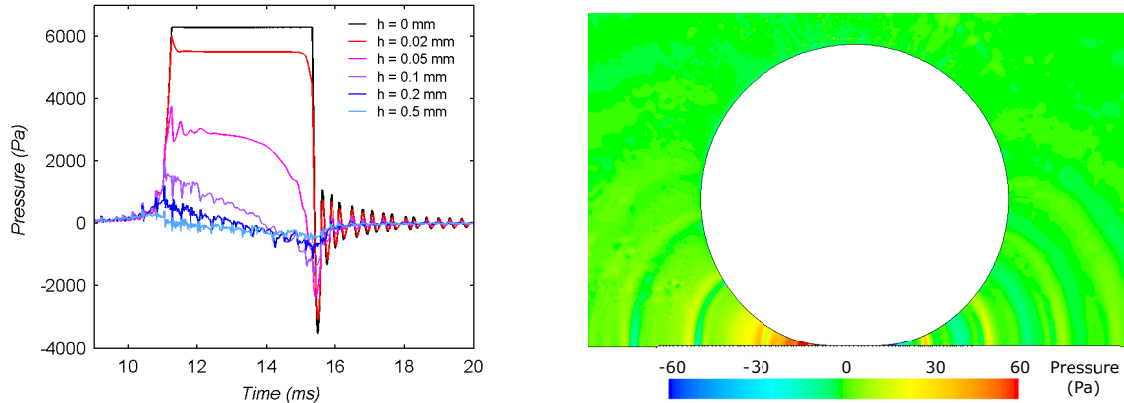 6000
4000
2000
0
-2000
-4000
Pressure (Pa)
h = 0 mm
h = 0.02 mm
h = 0.05 mm
h = 0.1 mm
h = 0.2 mm
h = 0.5 mm
10 12 14 16 18 20
Time (ms)
-60 -30 0 30 60 Pressure
(Pa)